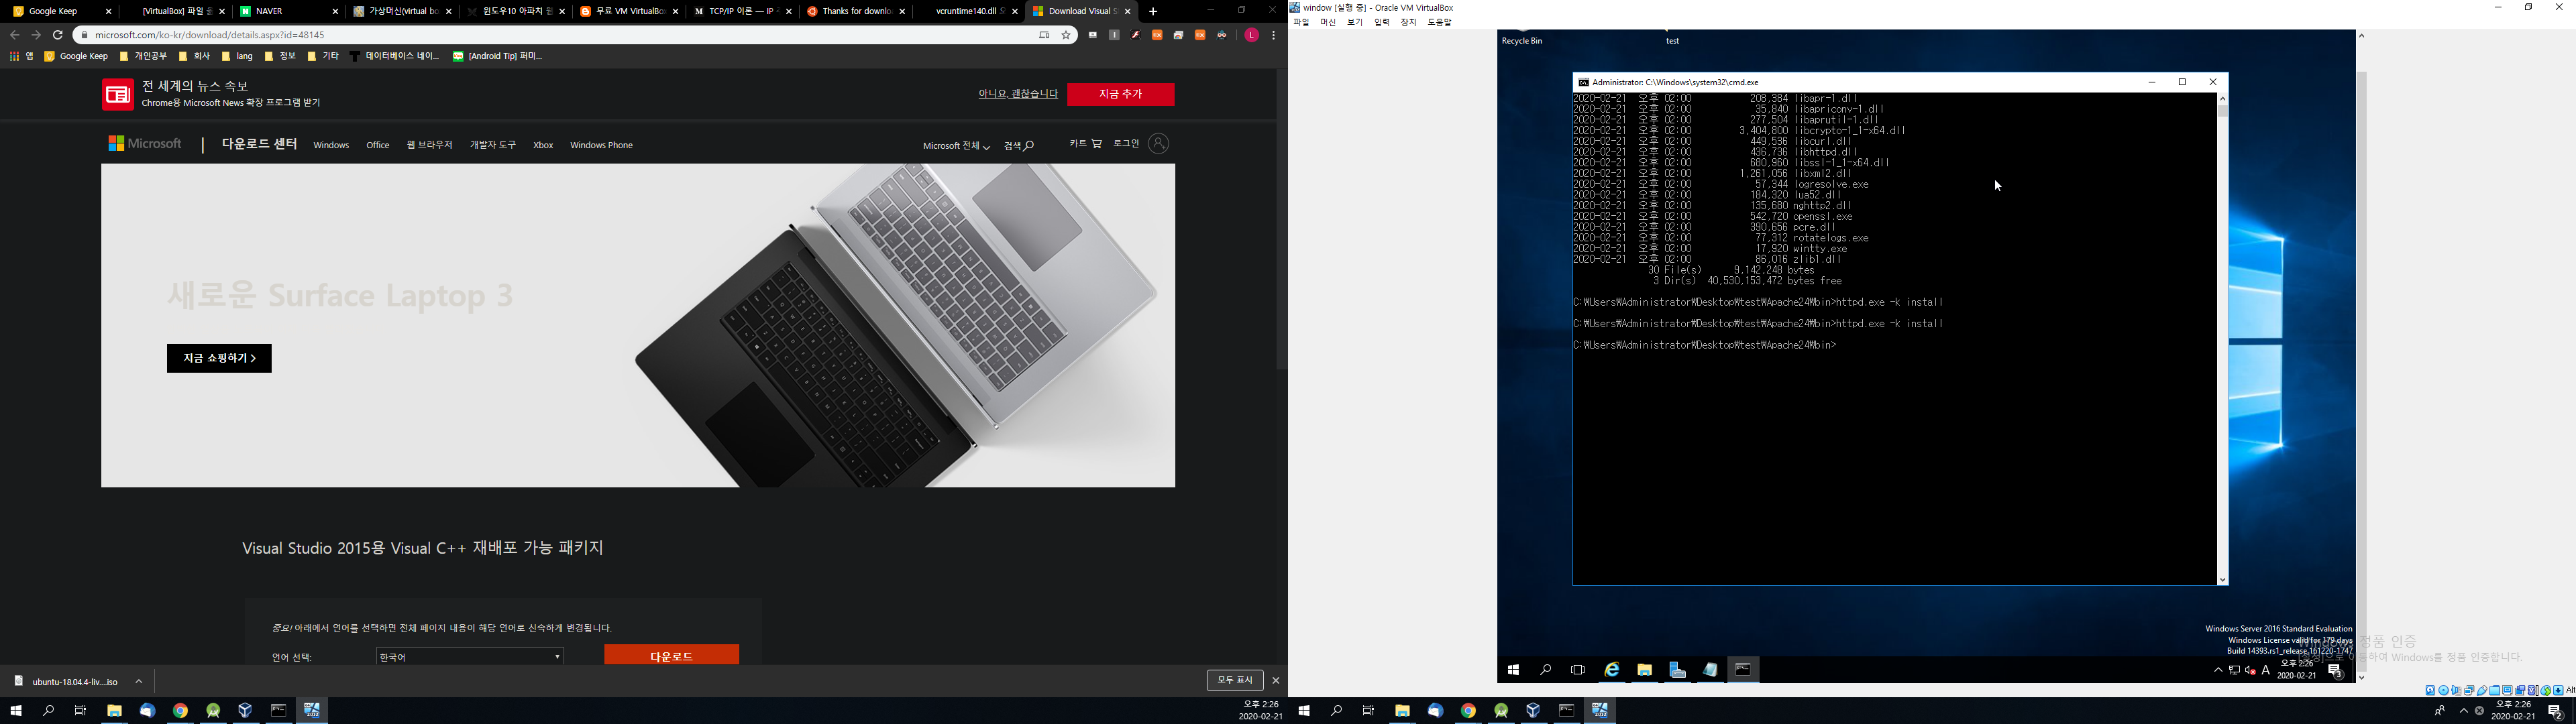 Google Keep
[VirtualBox] 파일 공
NAVER
가상머신(virtual bo
윈도우10 아파치 웹
무료 VM VirtualBo
TCP/IP 이론 — IP 주
Thanks for downlo
vcruntime140.dll 오
Download Visual S
microsoft.com/ko-kr/download/details.aspx?id=48145
앱
Google Keep
개인공부
회사
lang
정보
기타
데이터베이스 네이...
[Android Tip] 퍼미...
전 세계의 뉴스 속보
Chrome용 Microsoft News 확장 프로그램 받기
아니요, 괜찮습니다
지금 추가
Microsoft
다운로드 센터
Windows
Office
웹 브라우저
개발자 도구
Xbox
Windows Phone
Microsoft 전체
검색
카트
로그인
새로운 Surface Laptop 3
지금 쇼핑하기 >
Visual Studio 2015용 Visual C++ 재배포 가능 패키지
중요! 아래에서 언어를 선택하면 전체 페이지 내용이 해당 언어로 신속하게 변경됩니다.
언어 선택:
한국어
다운로드
ubuntu-18.04.4-liv....iso
모두 표시
오후 2:26
2020-02-21
window [실행 중] - Oracle VM VirtualBox
파일 머신 보기 입력 장치 도움말
Recycle Bin
test
Administrator: C:\Windows\system32\cmd.exe
2020-02-21 오후 02:00 208,384 libapr-1.dll
2020-02-21 오후 02:00 35,840 libapriconv-1.dll
2020-02-21 오후 02:00 277,504 libaprutil-1.dll
2020-02-21 오후 02:00 3,404,800 libcrypto-1_1-x64.dll
2020-02-21 오후 02:00 449,536 libcurl.dll
2020-02-21 오후 02:00 436,736 libhttpd.dll
2020-02-21 오후 02:00 680,960 libssl-1_1-x64.dll
2020-02-21 오후 02:00 1,261,056 libxml2.dll
2020-02-21 오후 02:00 57,344 logresolve.exe
2020-02-21 오후 02:00 184,320 lua52.dll
2020-02-21 오후 02:00 135,680 nghttp2.dll
2020-02-21 오후 02:00 542,720 openssl.exe
2020-02-21 오후 02:00 390,656 pcre.dll
2020-02-21 오후 02:00 77,312 rotatelogs.exe
2020-02-21 오후 02:00 17,920 wintty.exe
2020-02-21 오후 02:00 86,016 zlib1.dll
30 File(s) 9,142,248 bytes
3 Dir(s) 40,530,153,472 bytes free
C:₩Users₩Administrator₩Desktop₩test₩Apache24₩bin>httpd.exe -k install
C:₩Users₩Administrator₩Desktop₩test₩Apache24₩bin>httpd.exe -k install
C:₩Users₩Administrator₩Desktop₩test₩Apache24₩bin>
Windows Server 2016 Standard Evaluation
Windows License valid for 179 days
Build 14393.rs1_release.161220-1747
Windows 정품 인증
[설정]으로 이동하여 Windows를 정품 인증합니다.
A
오후 2:26
2020-02-21
3
Alt
오후 2:26
2020-02-21
2